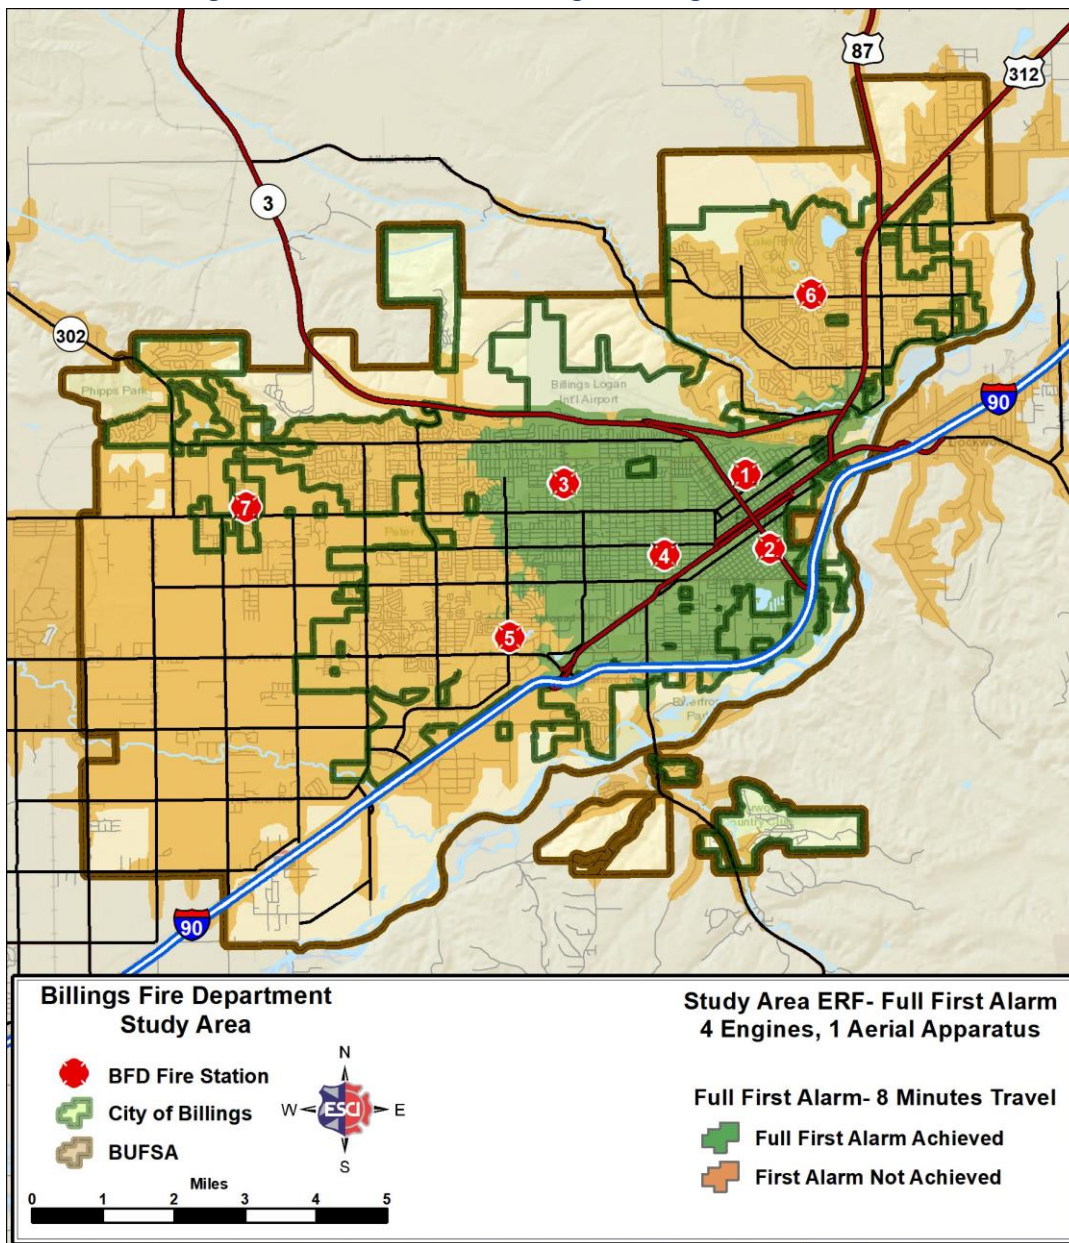 87
312
3
302
6
Phipps Park
Billings Logan
Int'l Airport
90
1
3
7
4
2
5
90
Billings Fire Department
Study Area
BFD Fire Station
City of Billings
BUFSA
N
W
ESCI
E
S
Miles
0 1 2 3 4 5
Study Area ERF- Full First Alarm
4 Engines, 1 Aerial Apparatus
Full First Alarm- 8 Minutes Travel
Full First Alarm Achieved
First Alarm Not Achieved